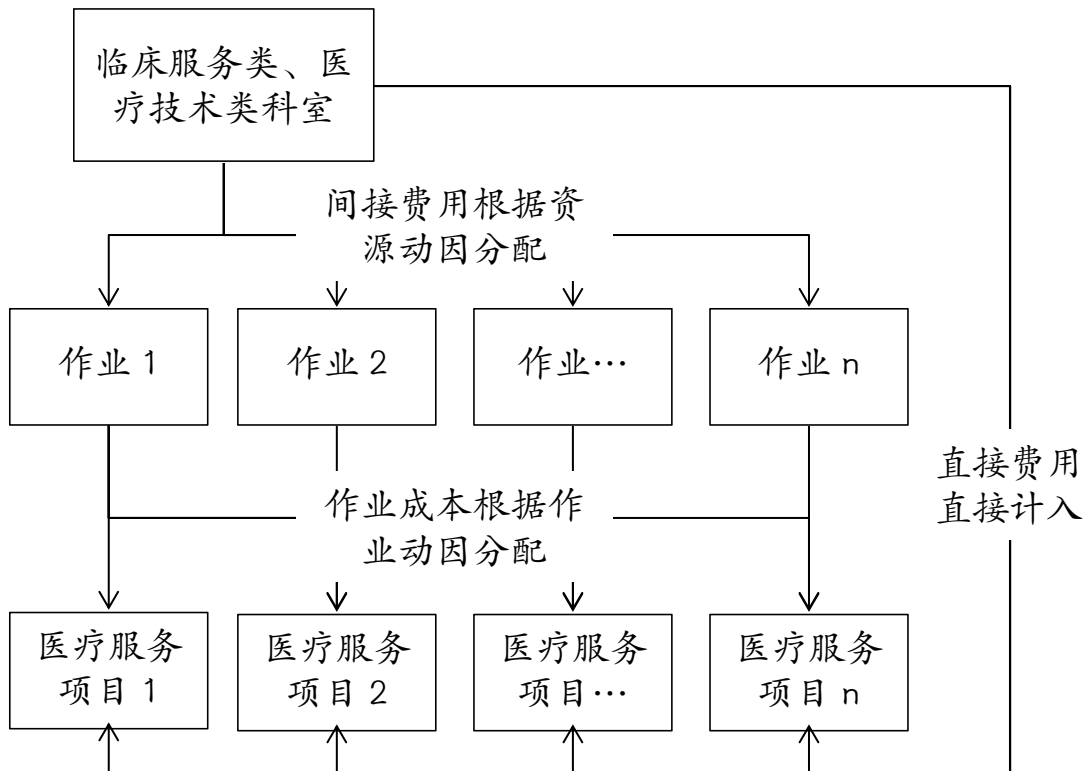 临床服务类、医
疗技术类科室
间接费用根据资
源动因分配
作业 1
作业 2
作业…
作业 n
直接费用
直接计入
作业成本根据作
业动因分配
医疗服务
项目 1
医疗服务
项目 2
医疗服务
项目…
医疗服务
项目 n